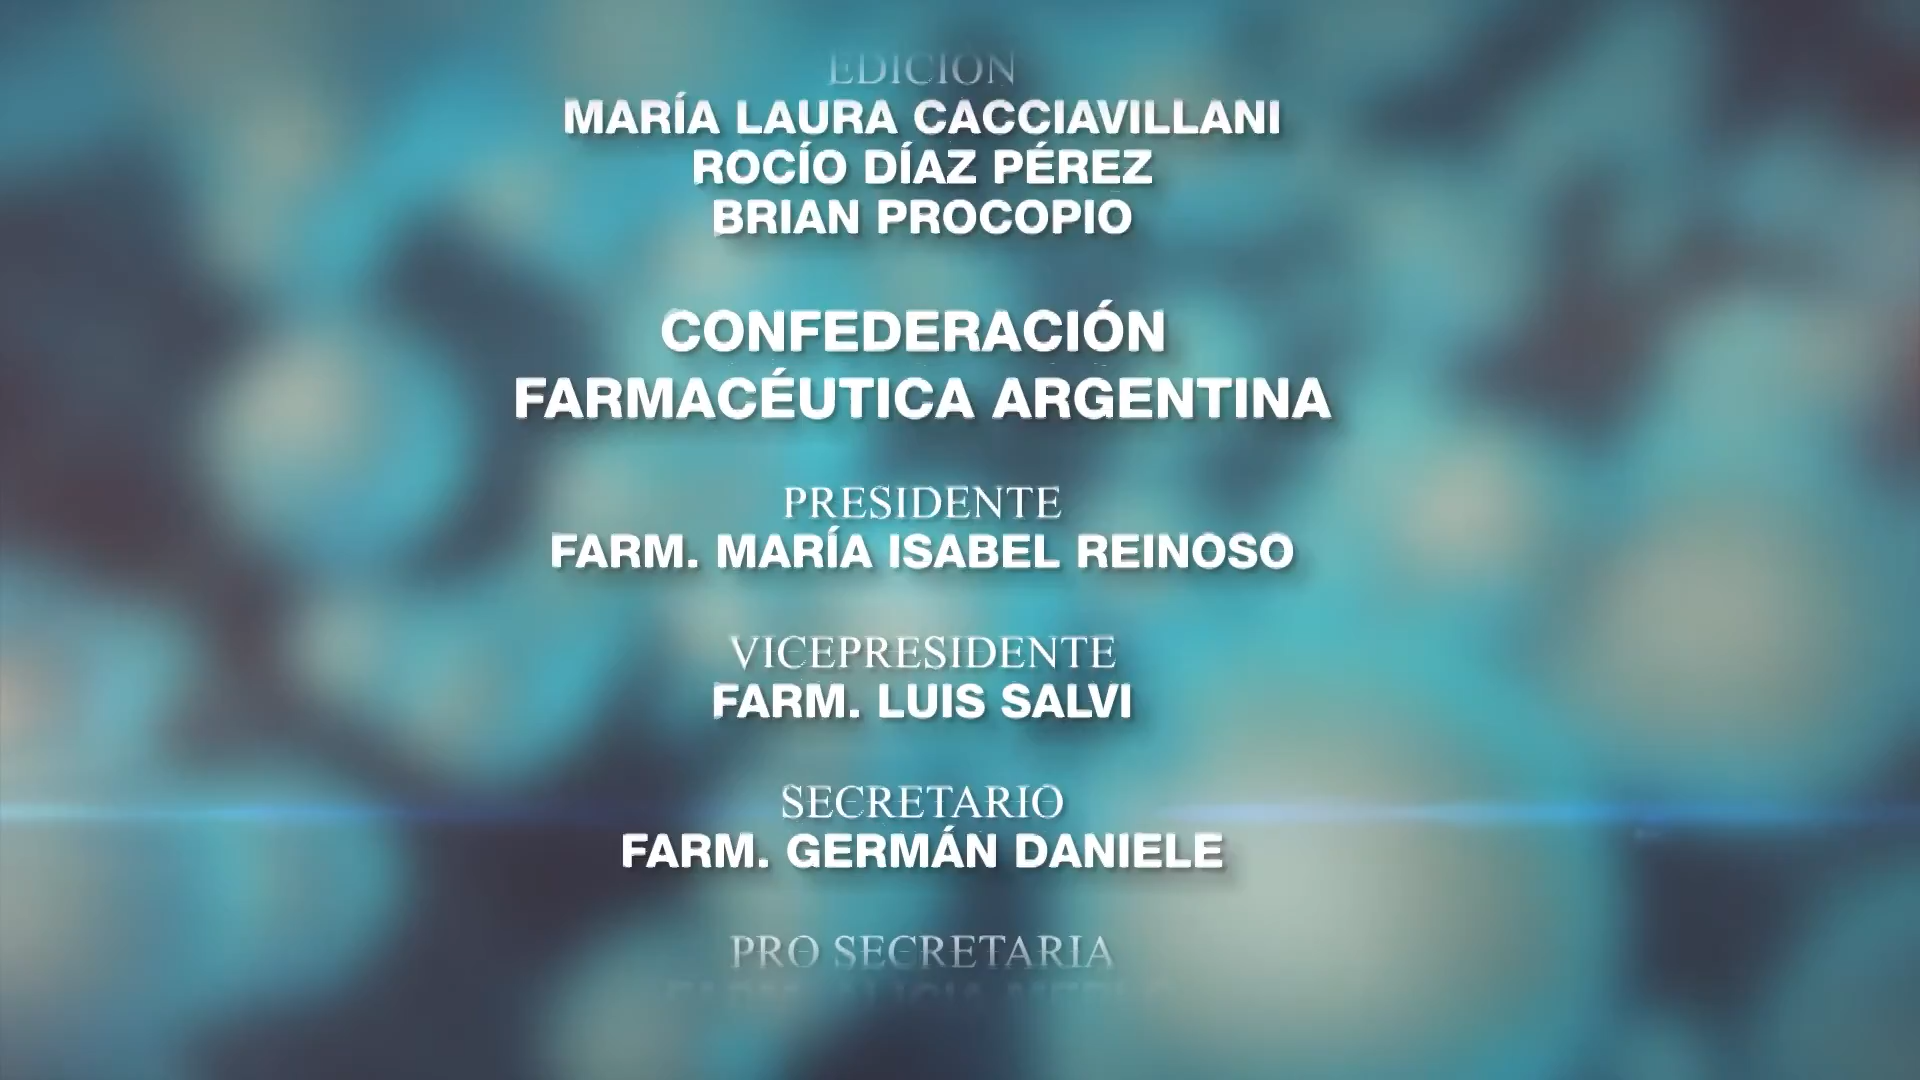 EDICIÓN
MARÍA LAURA CACCIAVILLANI
ROCÍO DÍAZ PÉREZ
BRIAN PROCOPIO
CONFEDERACIÓN
FARMACÉUTICA ARGENTINA
PRESIDENTE
FARM. MARÍA ISABEL REINOSO
VICEPRESIDENTE
FARM. LUIS SALVI
SECRETARIO
FARM. GERMÁN DANIELE
PRO SECRETARIA